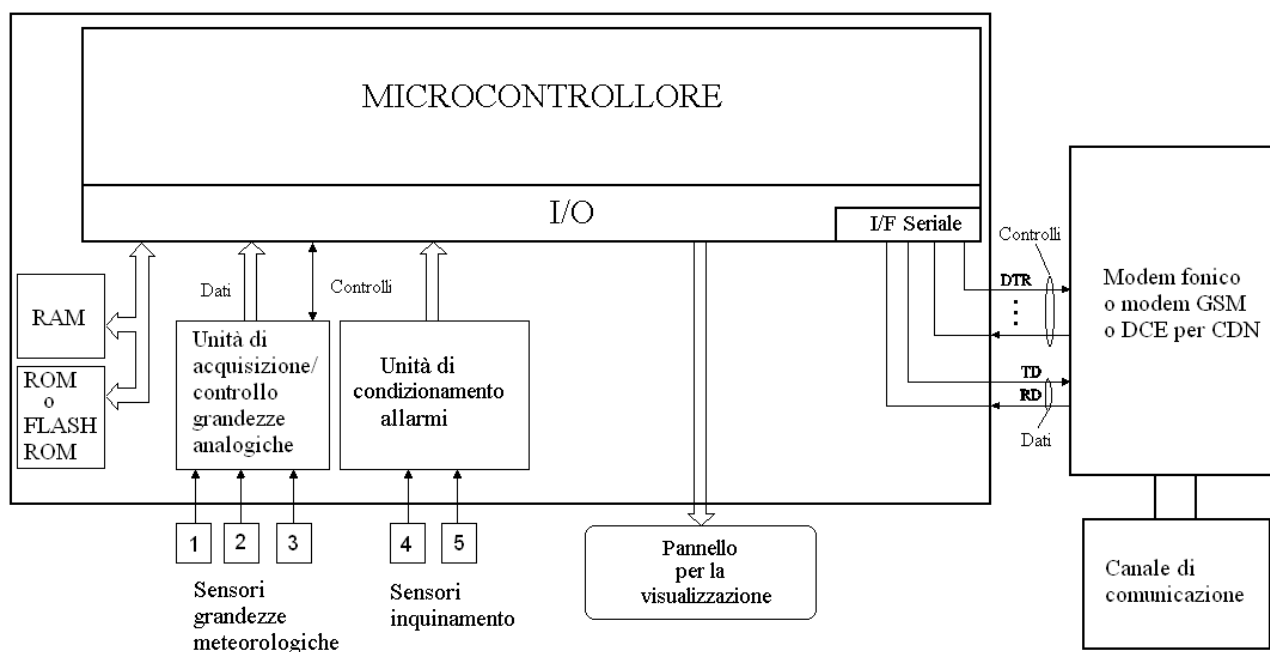 MICROCONTROLLORE
I/O
I/F Seriale
Controlli
DTR
Modem fonico
o modem GSM
o DCE per CDN
Dati
Controlli
RAM
Unità di
acquisizione/
controllo
grandezze
analogiche
Unità di
condizionamento
allarmi
ROM
o
FLASH
ROM
TD
RD
Dati
1
2
3
4
5
Sensori
grandezze
meteorologiche
Sensori
inquinamento
Pannello
per la
visualizzazione
Canale di
comunicazione